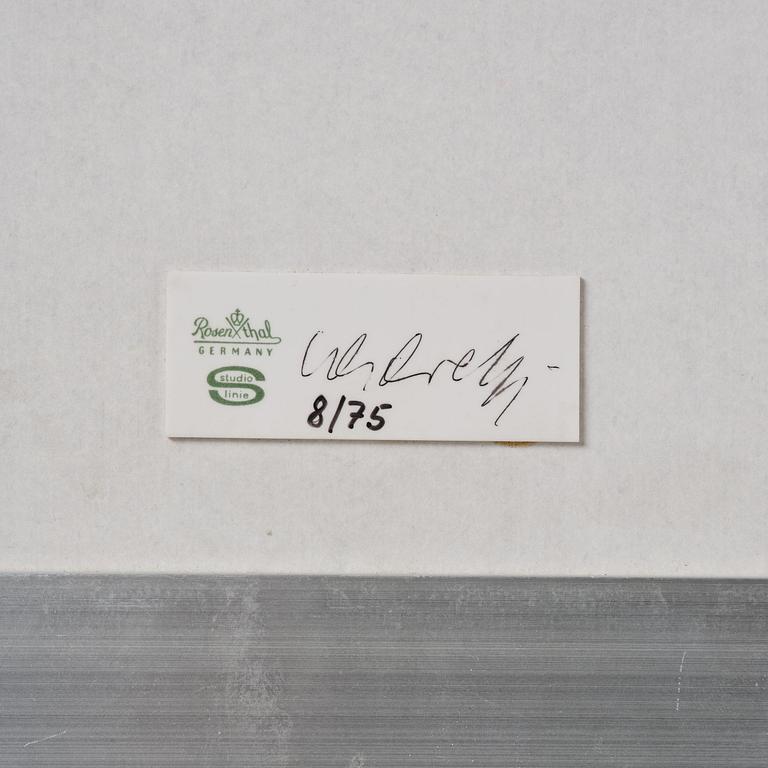 Rosenthal
GERMANY
studio
linie
8/75